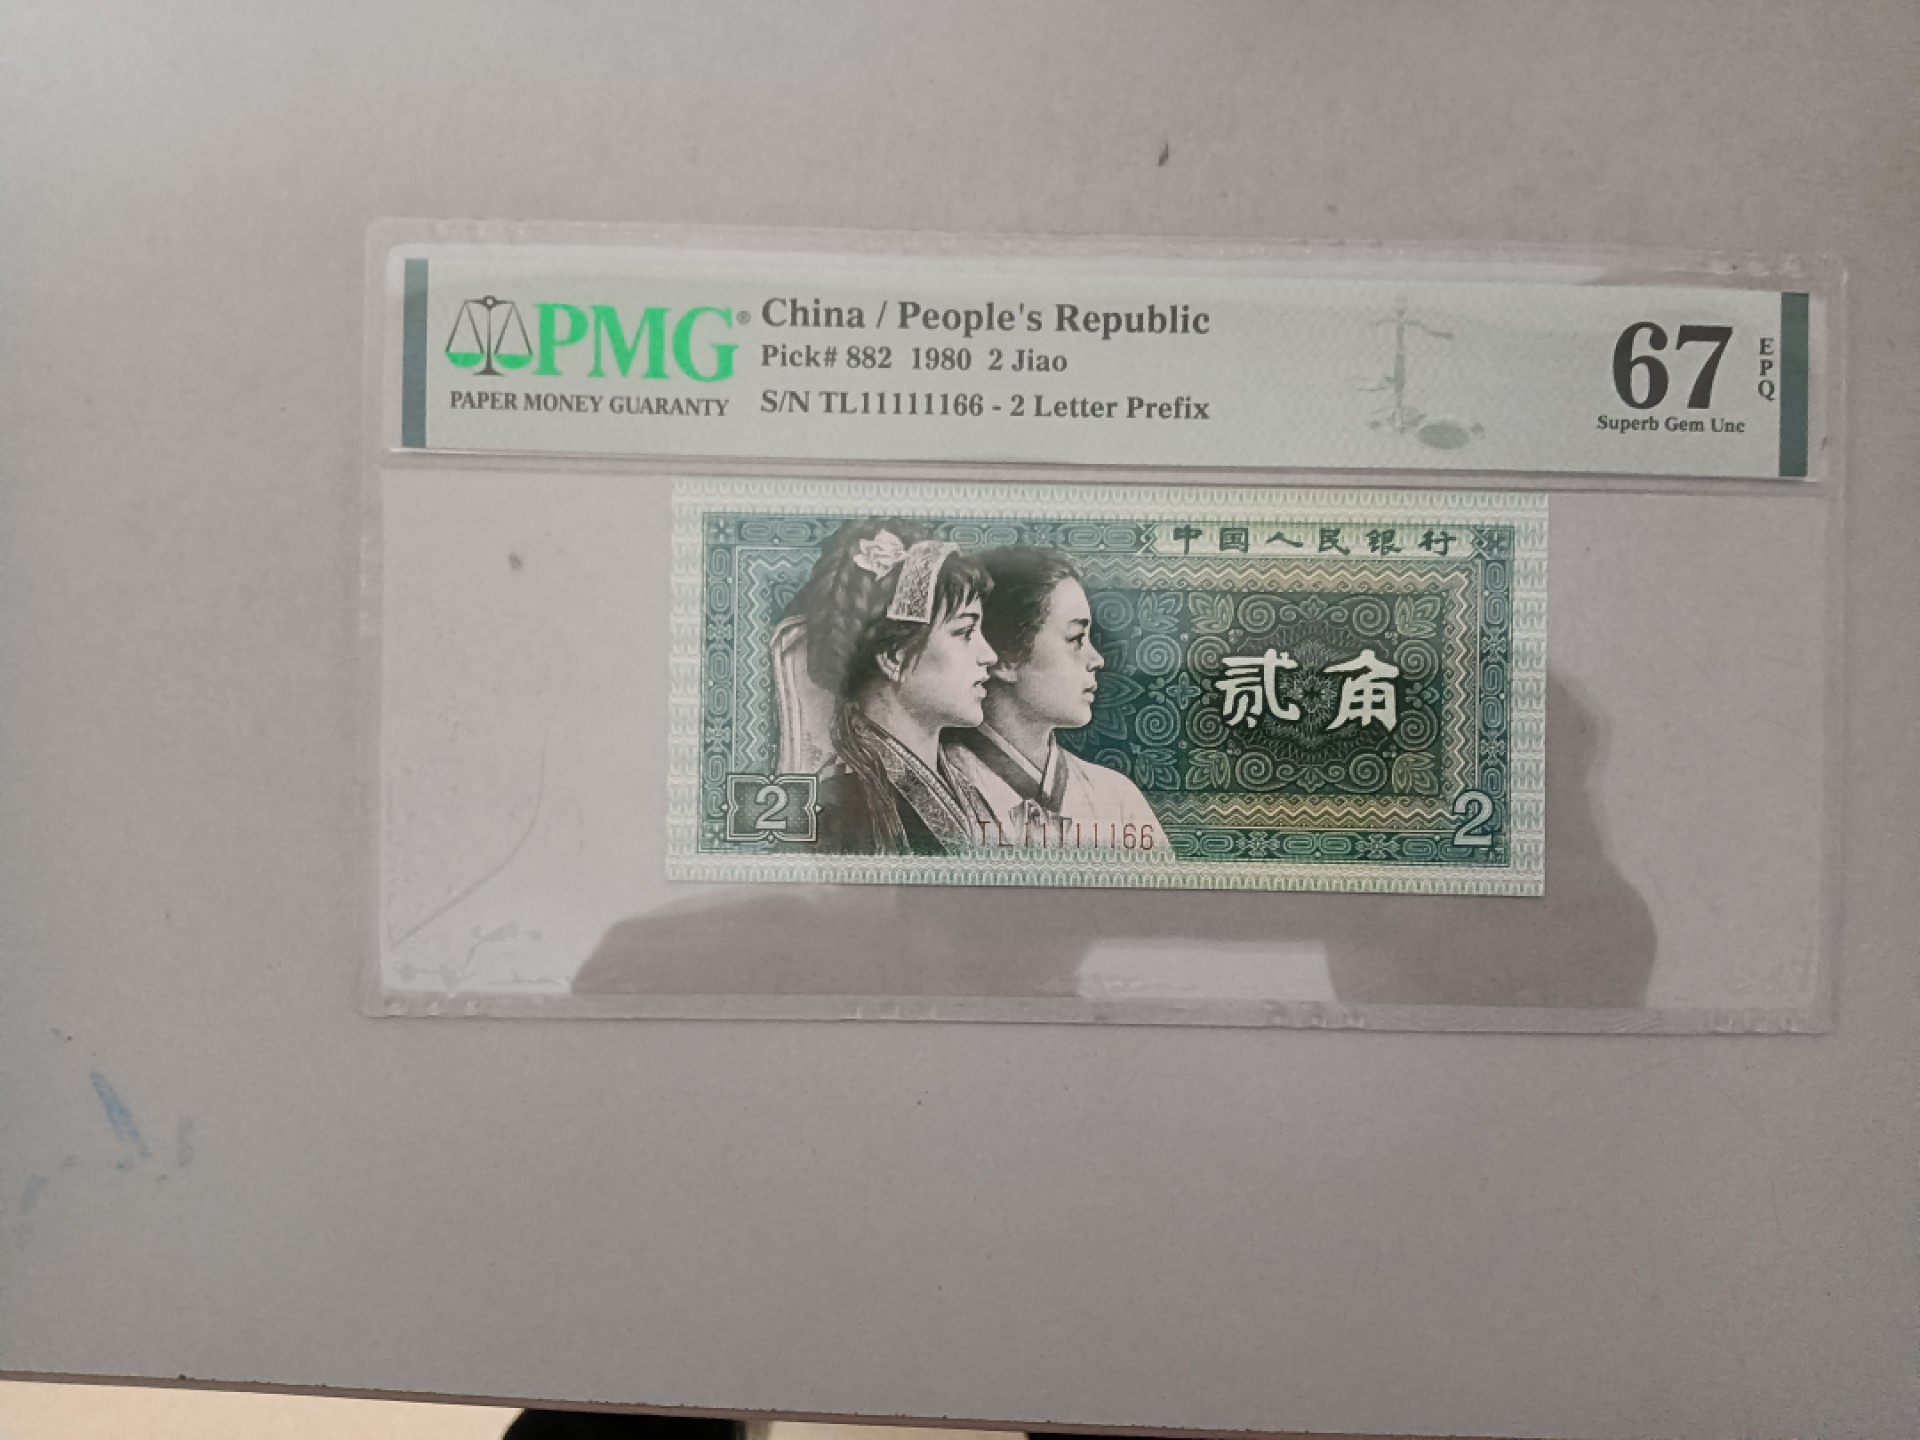 PMG®
PAPER MONEY GUARANTY
China / People's Republic
Pick# 882 1980 2 Jiao
S/N TL11111166 - 2 Letter Prefix
67
EPQ
Superb Gem Unc
中国人民银行
贰角
2
TL11111166
2